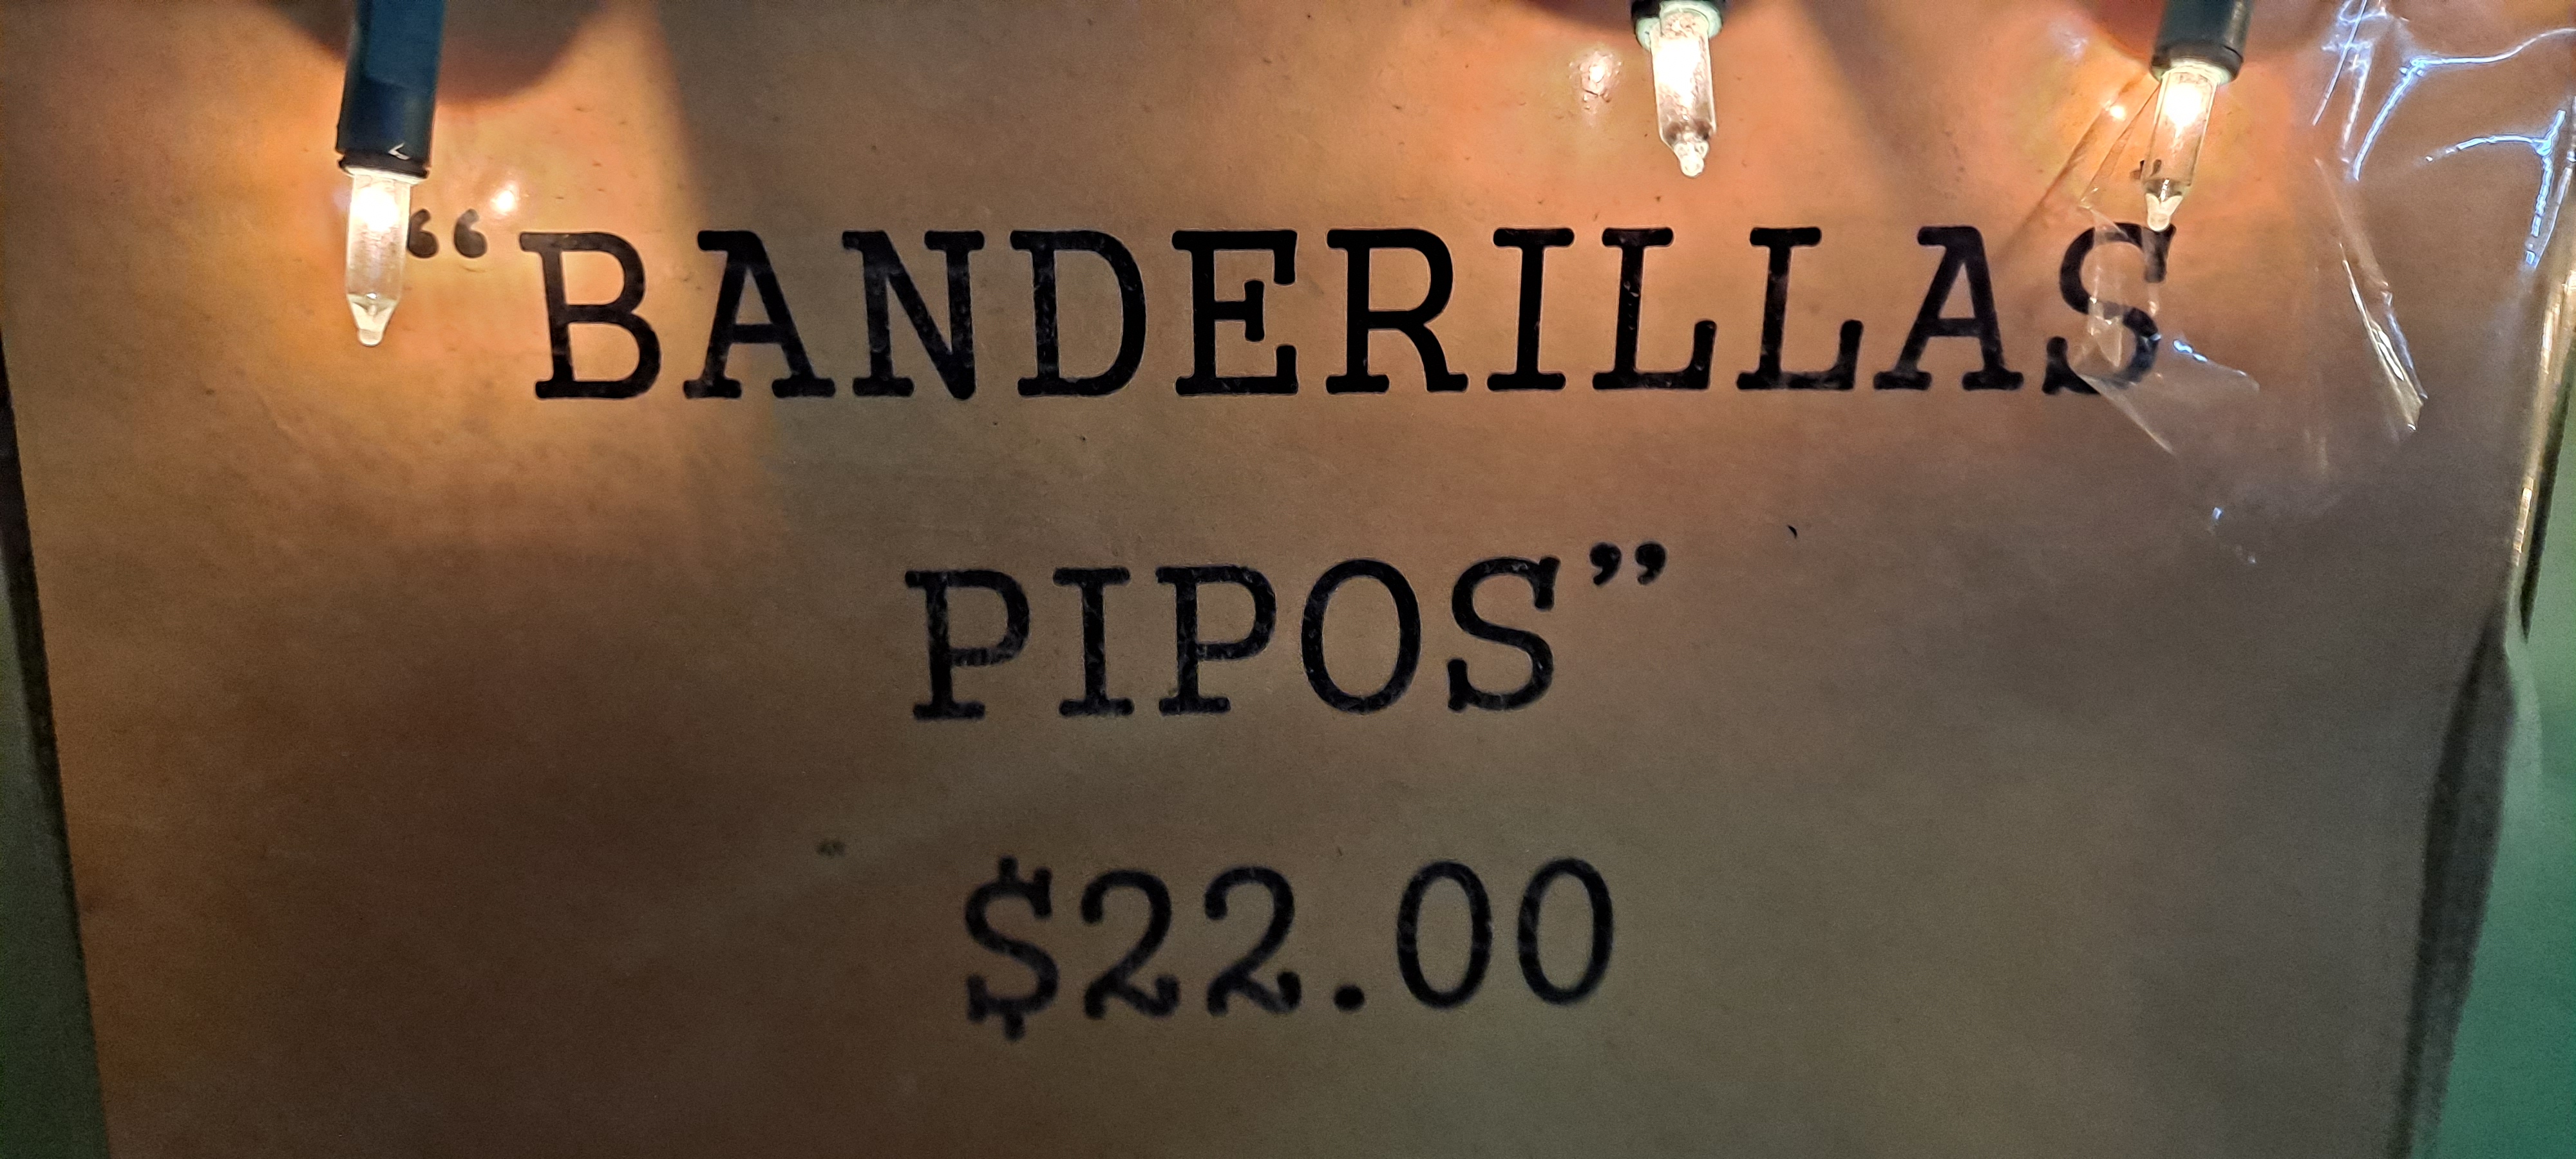 “BANDERILLAS
PIPOS”
$22.00